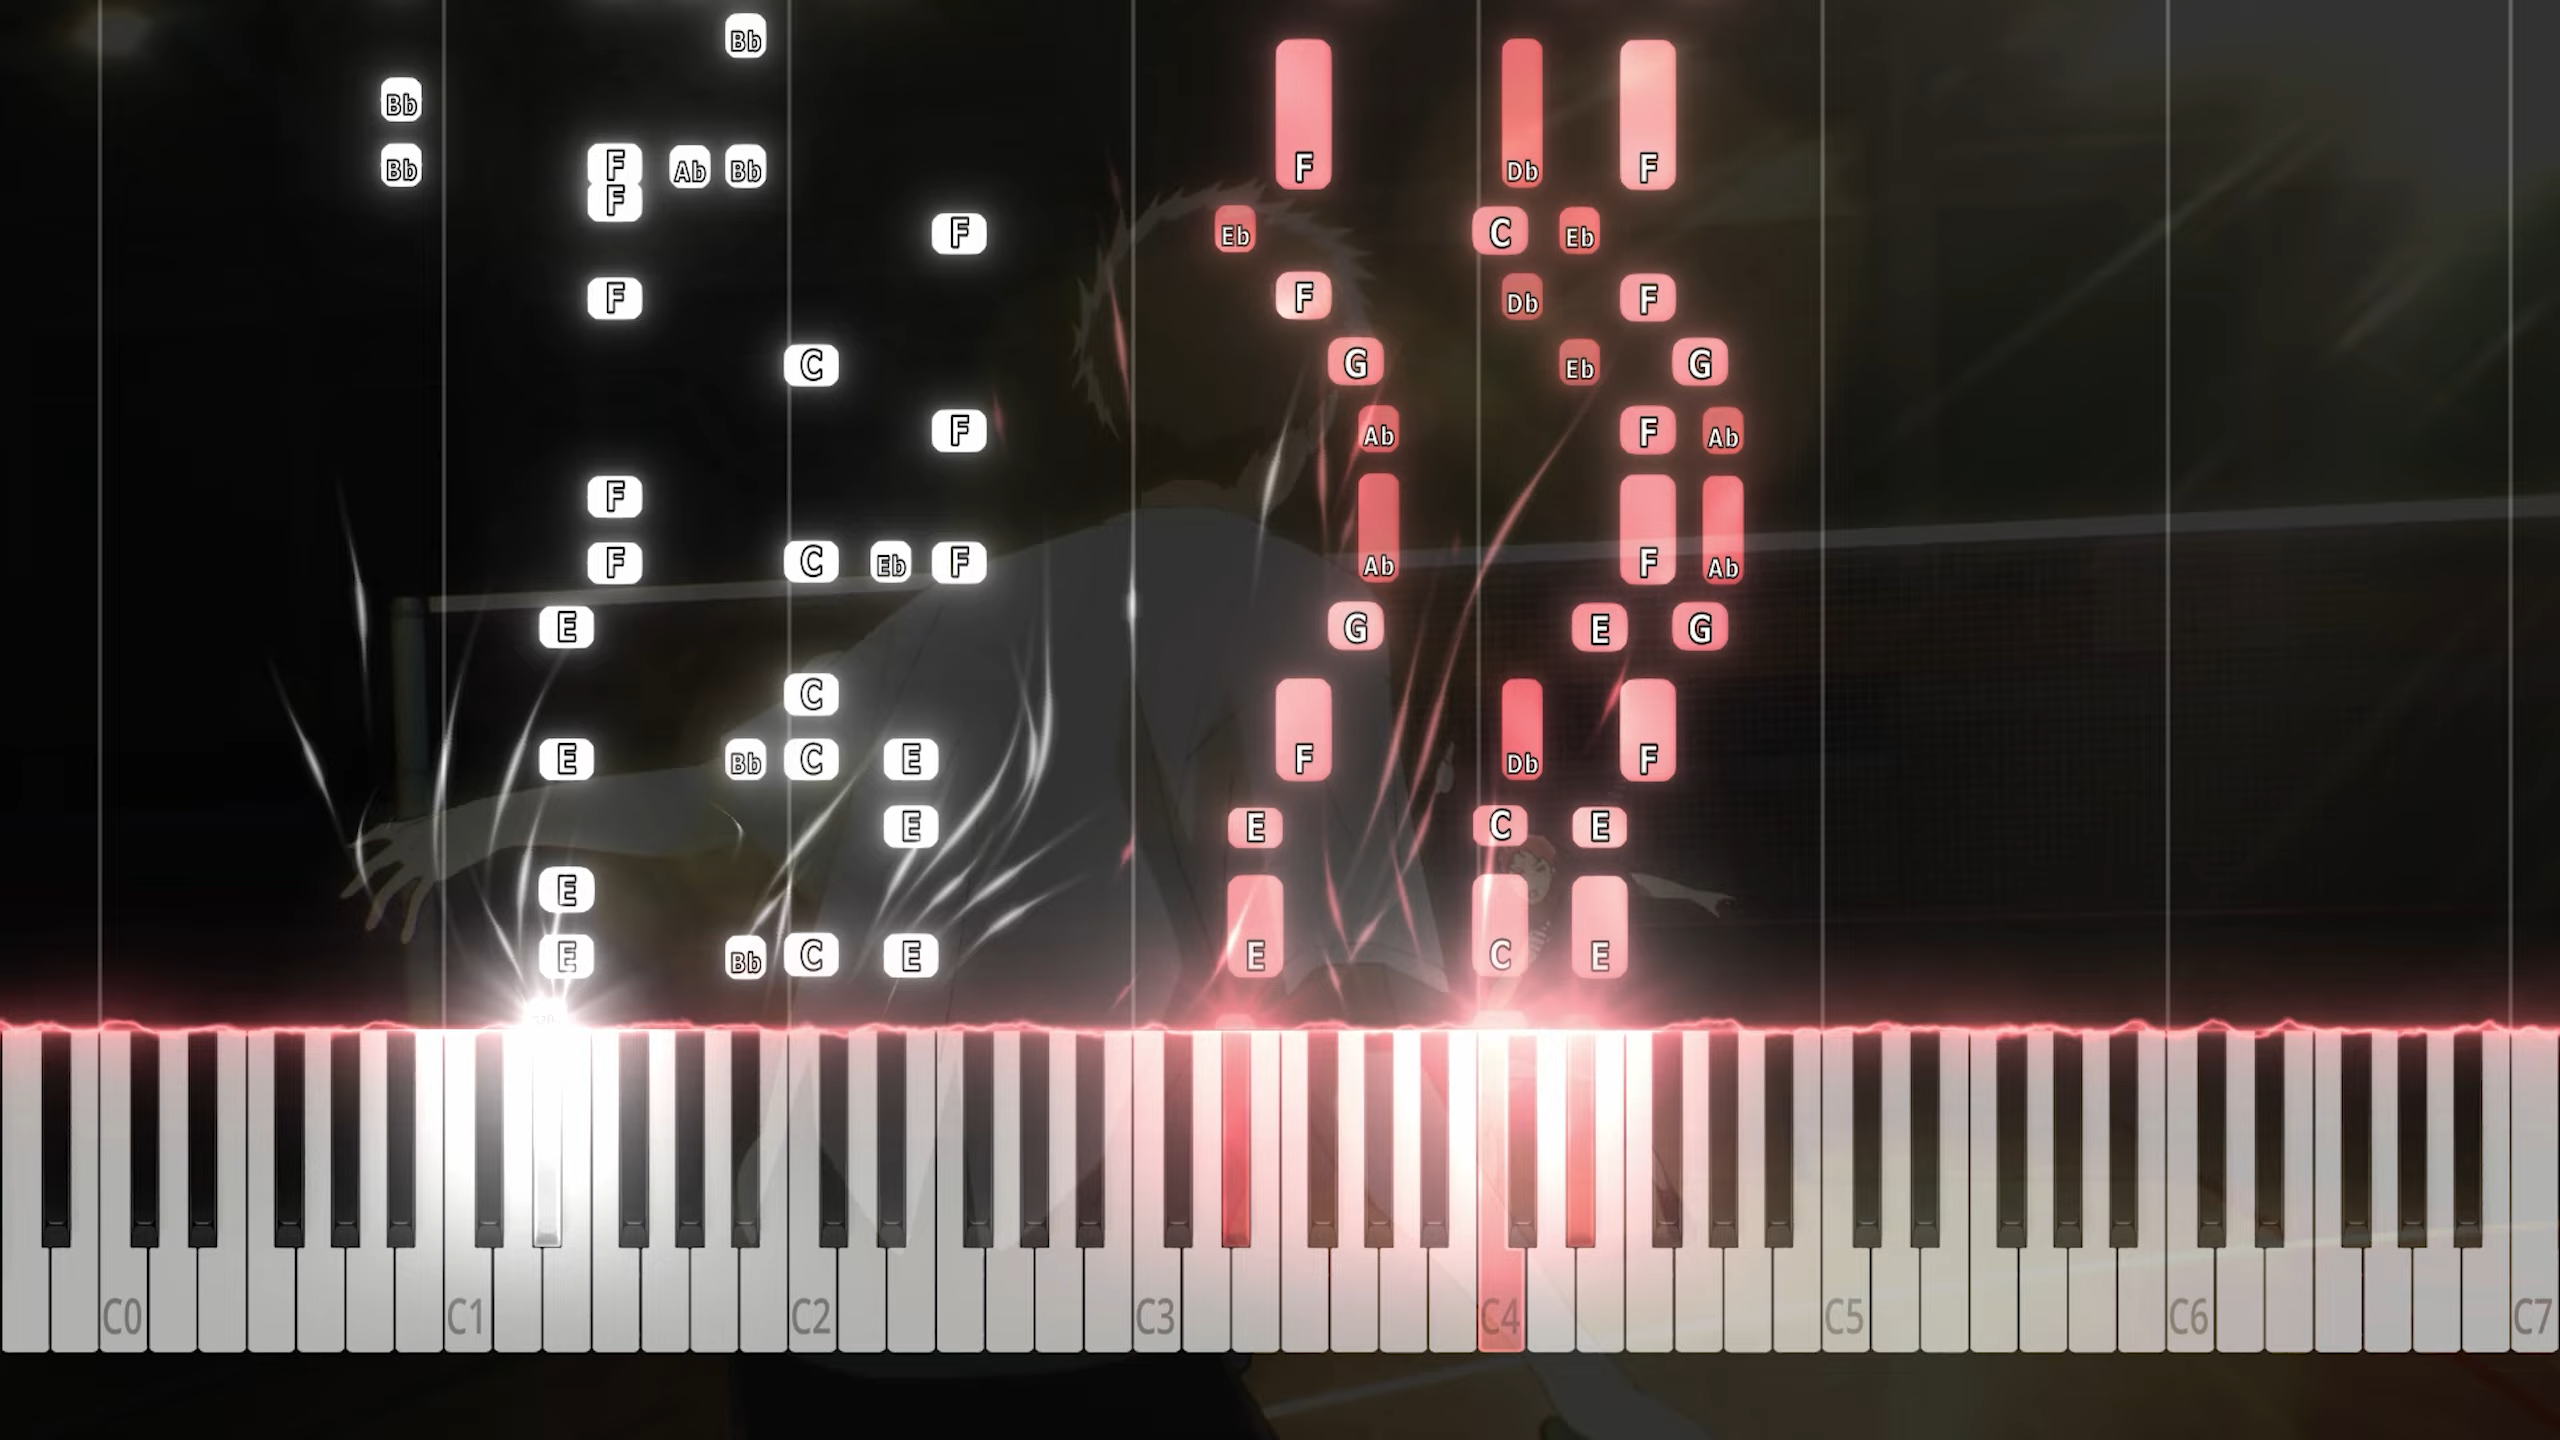 Bb
Bb
Bb F Ab Bb F Db F
F
F Eb C Eb
F F Db F
C G Eb G
F Ab F Ab
F
F C Eb F Ab F Ab
E G E G
C
E Bb C E F Db F
E E C E
E
E Bb C E E C E
C0 C1 C2 C3 C4 C5 C6 C7